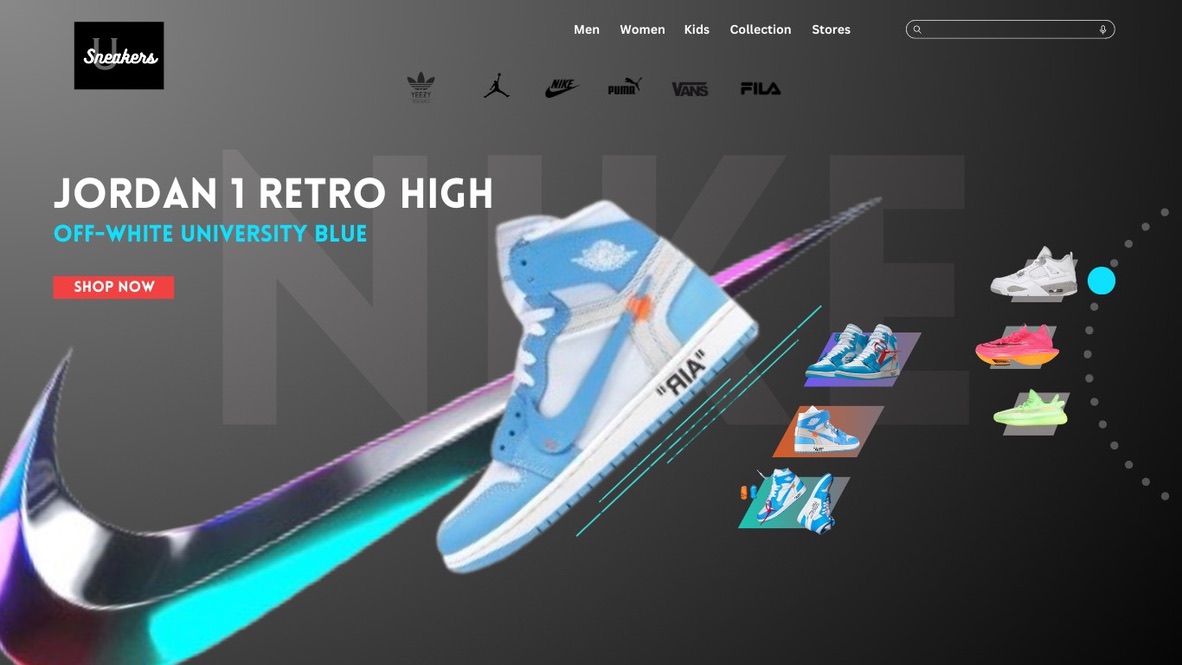 U
Sneakers
Men Women Kids Collection Stores
YEEZY
NIKE PUMA VANS FILA
NIKE
JORDAN 1 RETRO HIGH
OFF-WHITE UNIVERSITY BLUE
SHOP NOW
"AIR"